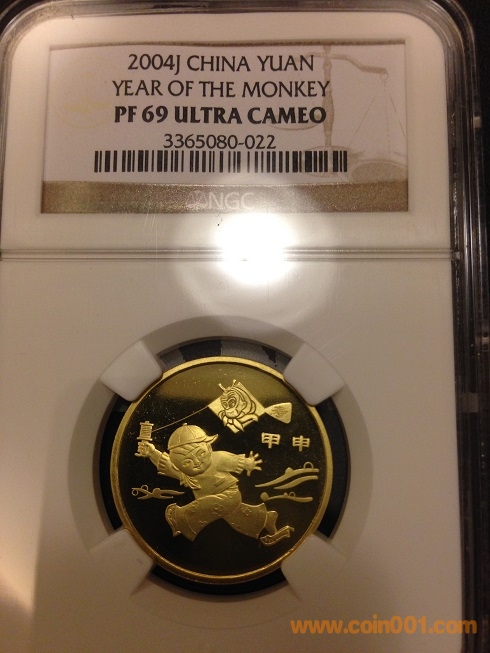 2004J CHINA YUAN
YEAR OF THE MONKEY
PF 69 ULTRA CAMEO
3365080-022
NGC
甲申
www.coin001.com